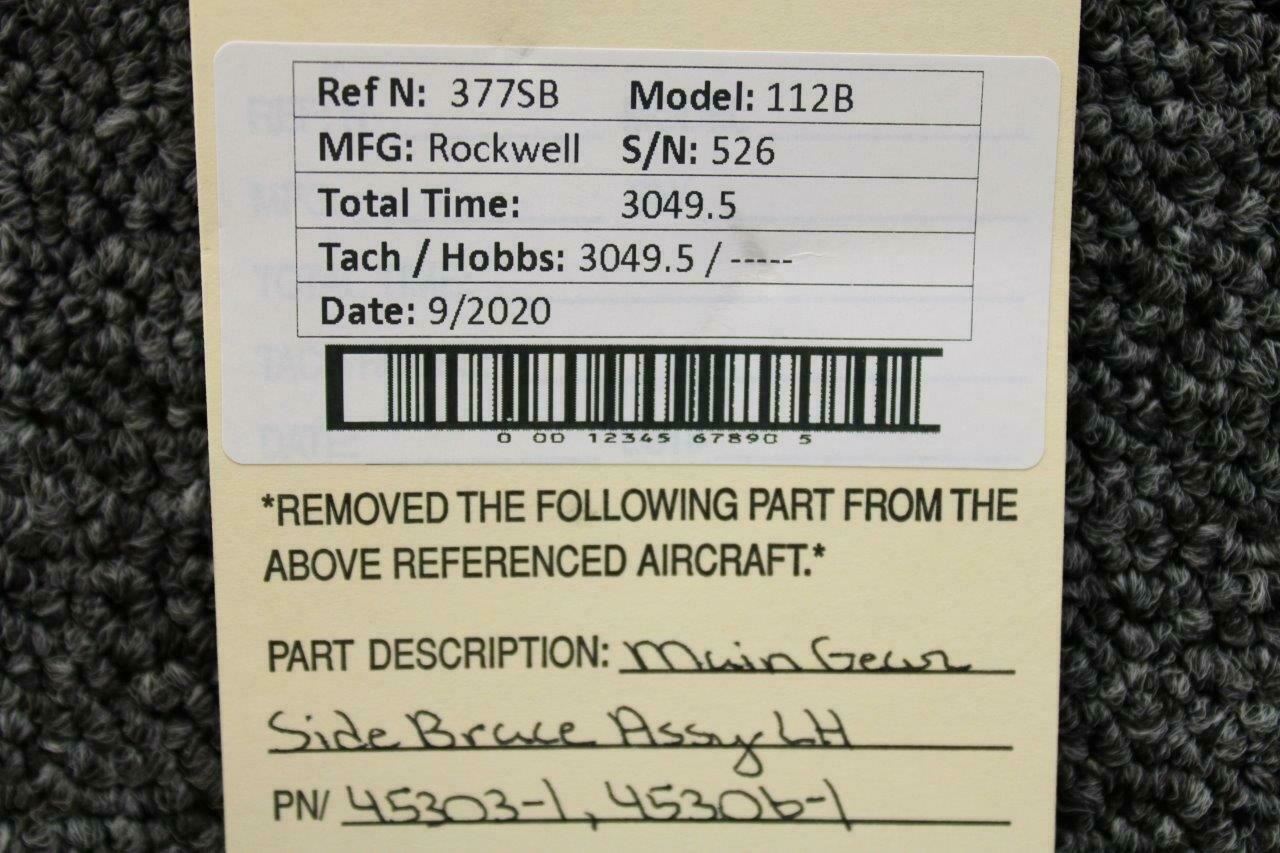 Ref N: 377SB Model: 112B
MFG: Rockwell S/N: 526
Total Time: 3049.5
Tach / Hobbs: 3049.5 / -----
Date: 9/2020
0 00 12345 67890 5
*REMOVED THE FOLLOWING PART FROM THE
ABOVE REFERENCED AIRCRAFT.*
PART DESCRIPTION: Main Gear
Side Brace Assy LH
PN/ 45303-1, 45306-1